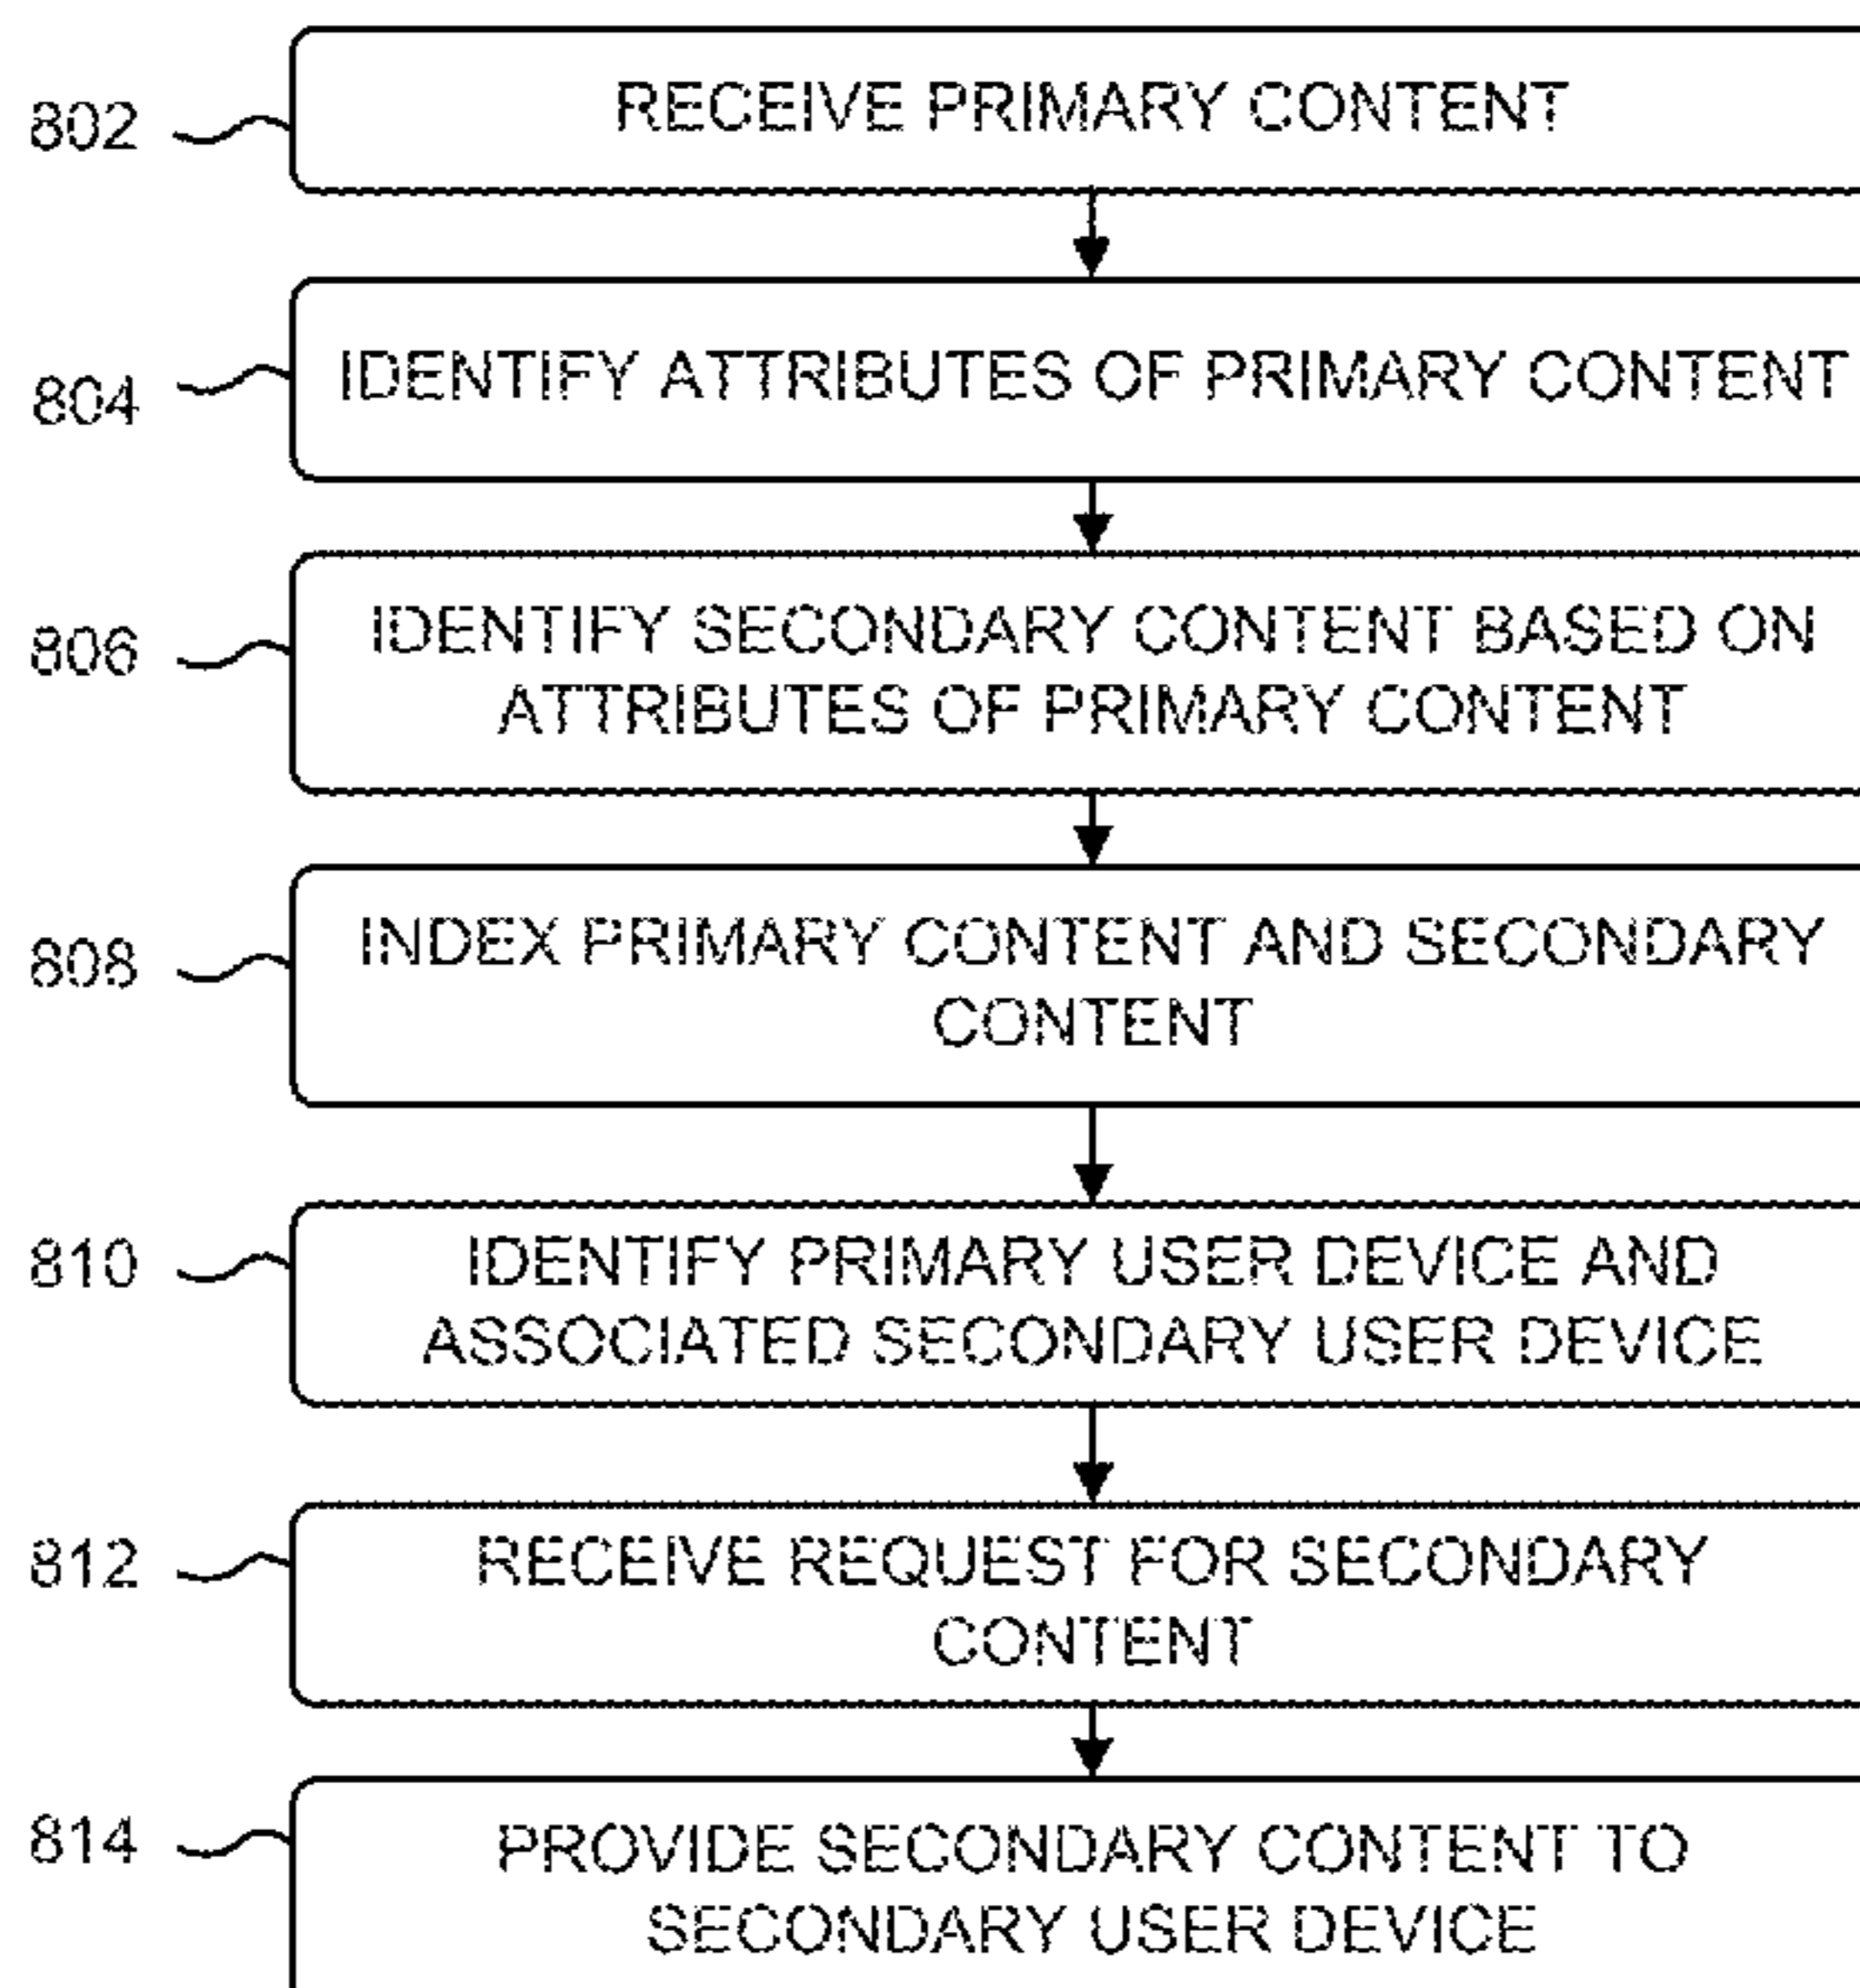 802
RECEIVE PRIMARY CONTENT
804
IDENTIFY ATTRIBUTES OF PRIMARY CONTENT
806
IDENTIFY SECONDARY CONTENT BASED ON
ATTRIBUTES OF PRIMARY CONTENT
808
INDEX PRIMARY CONTENT AND SECONDARY
CONTENT
810
IDENTIFY PRIMARY USER DEVICE AND
ASSOCIATED SECONDARY USER DEVICE
812
RECEIVE REQUEST FOR SECONDARY
CONTENT
814
PROVIDE SECONDARY CONTENT TO
SECONDARY USER DEVICE